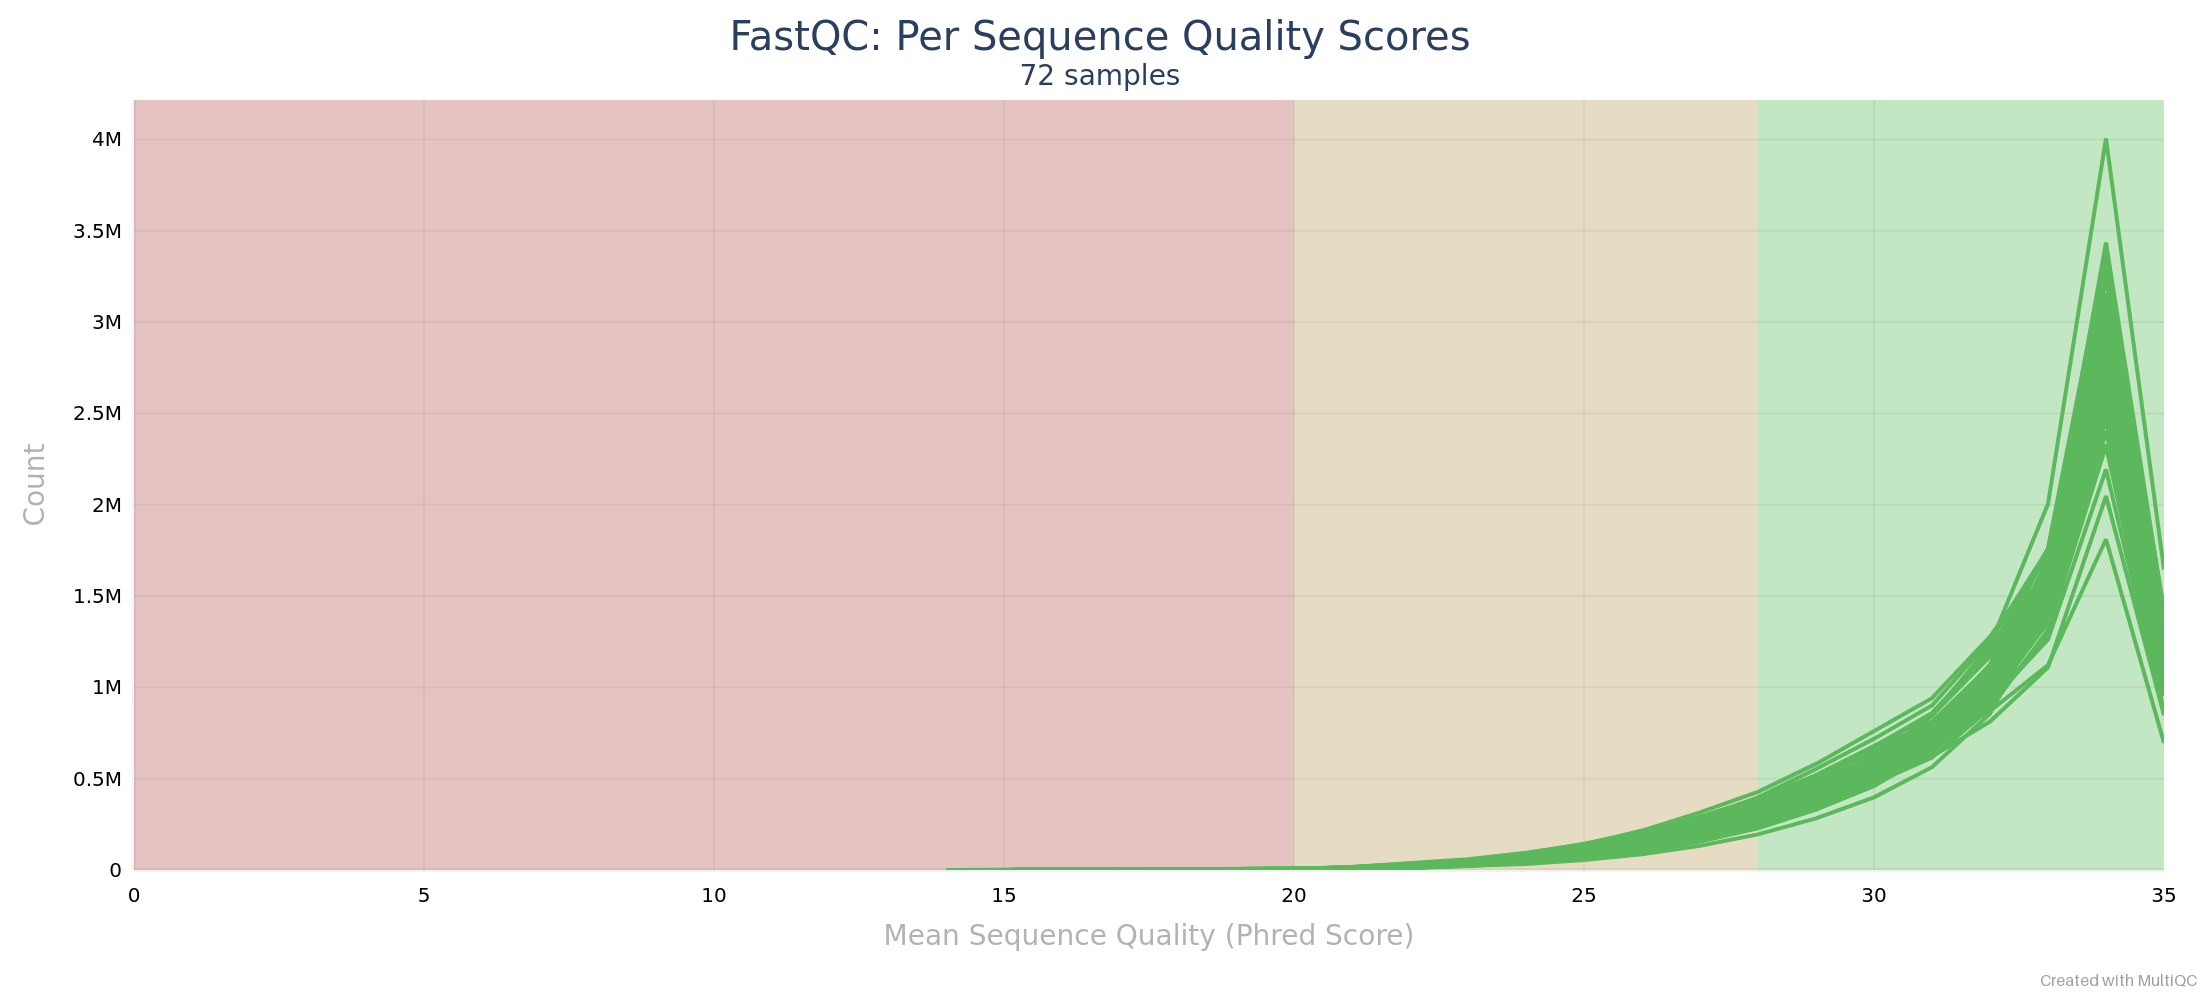 FastQC: Per Sequence Quality Scores
72 samples
4M
3.5M
3M
2.5M
2M
1.5M
1M
0.5M
0
Count
0 5 10 15 20 25 30 35
Mean Sequence Quality (Phred Score)
Created with MultiQC